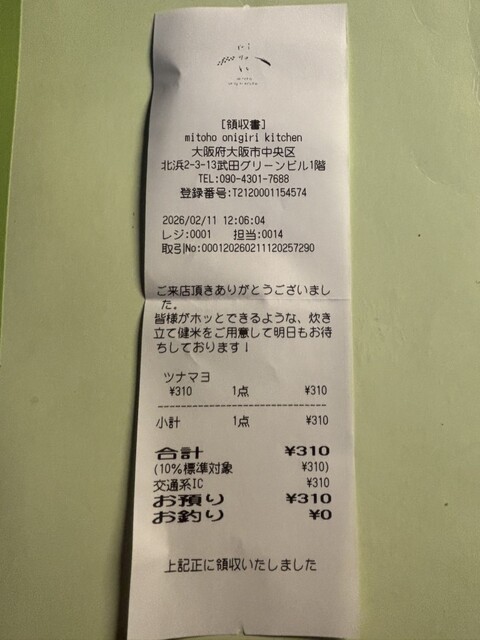 [領収書]
mitoho onigiri kitchen
大阪府大阪市中央区
北浜2-3-13武田グリーンビル1階
TEL:090-4301-7688
登録番号:T2120001154574
2026/02/11 12:06:04
レジ:0001 担当:0014
取引No:000120260211120257290
ご来店頂きありがとうございまし
た。
皆様がホッとできるような、炊き
立て健米をご用意して明日もお待
ちしております！
ツナマヨ
¥310 1点 ¥310
小計 1点 ¥310
合計 ¥310
(10%標準対象 ¥310)
交通系IC ¥310
お預り ¥310
お釣り ¥0
上記正に領収いたしました